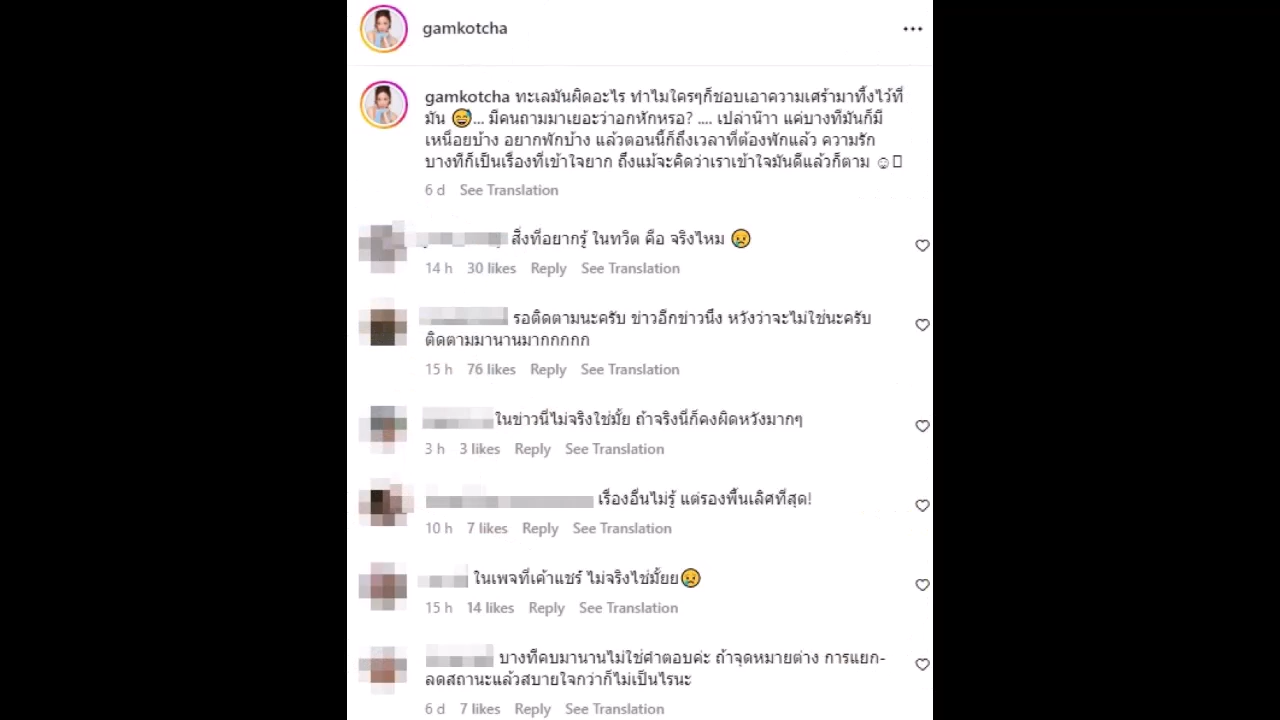 gamkotcha
gamkotcha ทะเลมันผิดอะไร ทำไมใครๆก็ชอบเอาความเศร้ามาทิ้งไว้ที่
มัน 😅... มีคนถามมาเยอะว่าอกหักหรอ? .... เปล่าน๊าา แค่บางทีมันก็มี
เหนื่อยบ้าง อยากพักบ้าง แล้วตอนนี้ก็ถึงเวลาที่ต้องพักแล้ว ความรัก
บางทีก็เป็นเรื่องที่เข้าใจยาก ถึงแม้จะคิดว่าเราเข้าใจมันดีแล้วก็ตาม ☺
6 d See Translation
สิ่งที่อยากรู้ ในทวิต คือ จริงไหม 😢
14 h 30 likes Reply See Translation
รอติดตามนะครับ ข่าวอีกข่าวนึง หวังว่าจะไม่ใช่นะครับ
ติดตามมานานมากกกกก
15 h 76 likes Reply See Translation
ในข่าวนี่ไม่จริงใช่มั้ย ถ้าจริงนี่ก็คงผิดหวังมากๆ
3 h 3 likes Reply See Translation
เรื่องอื่นไม่รู้ แต่รองพื้นเลิศที่สุด!
10 h 7 likes Reply See Translation
ในเพจที่เค้าแชร์ ไม่จริงไช่มั้ยย😢
15 h 14 likes Reply See Translation
บางทีคบมานานไม่ใช่คำตอบค่ะ ถ้าจุดหมายต่าง การแยก-
ลดสถานะแล้วสบายใจกว่าก็ไม่เป็นไรนะ
6 d 7 likes Reply See Translation